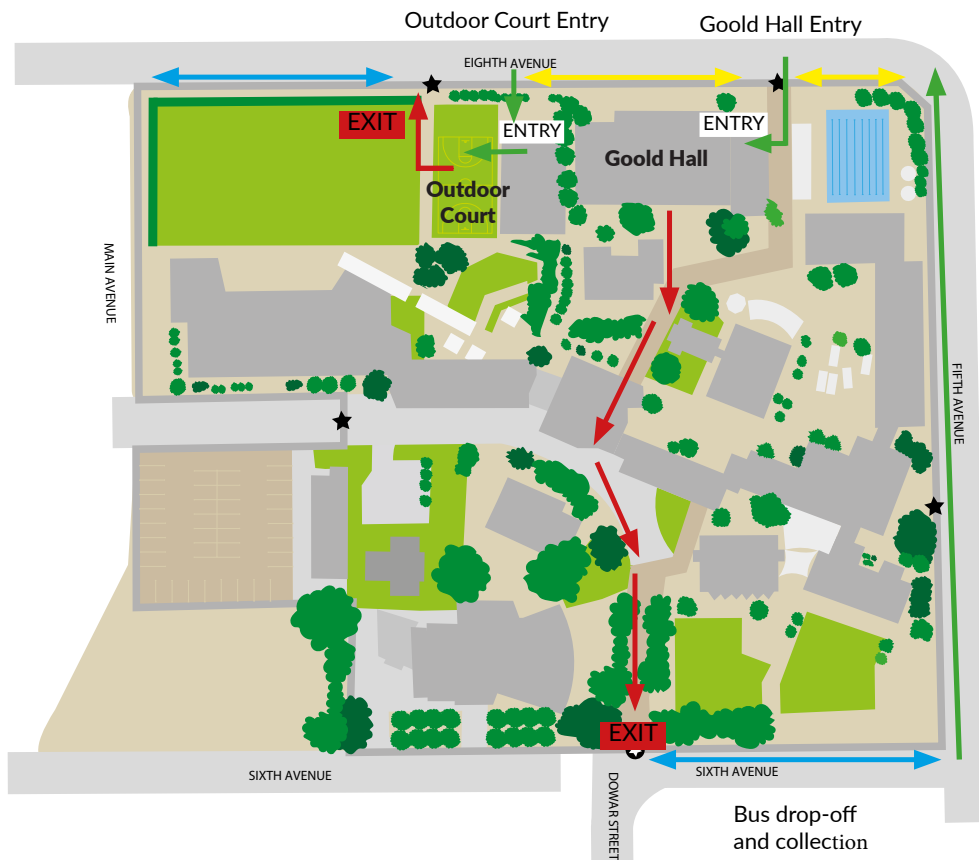 Outdoor Court Entry
Goold Hall Entry
EIGHTH AVENUE
EXIT
ENTRY
ENTRY
Goold Hall
Outdoor
Court
MAIN AVENUE
FIFTH AVENUE
EXIT
SIXTH AVENUE
SIXTH AVENUE
DOWAR STREET
Bus drop-off
and collection